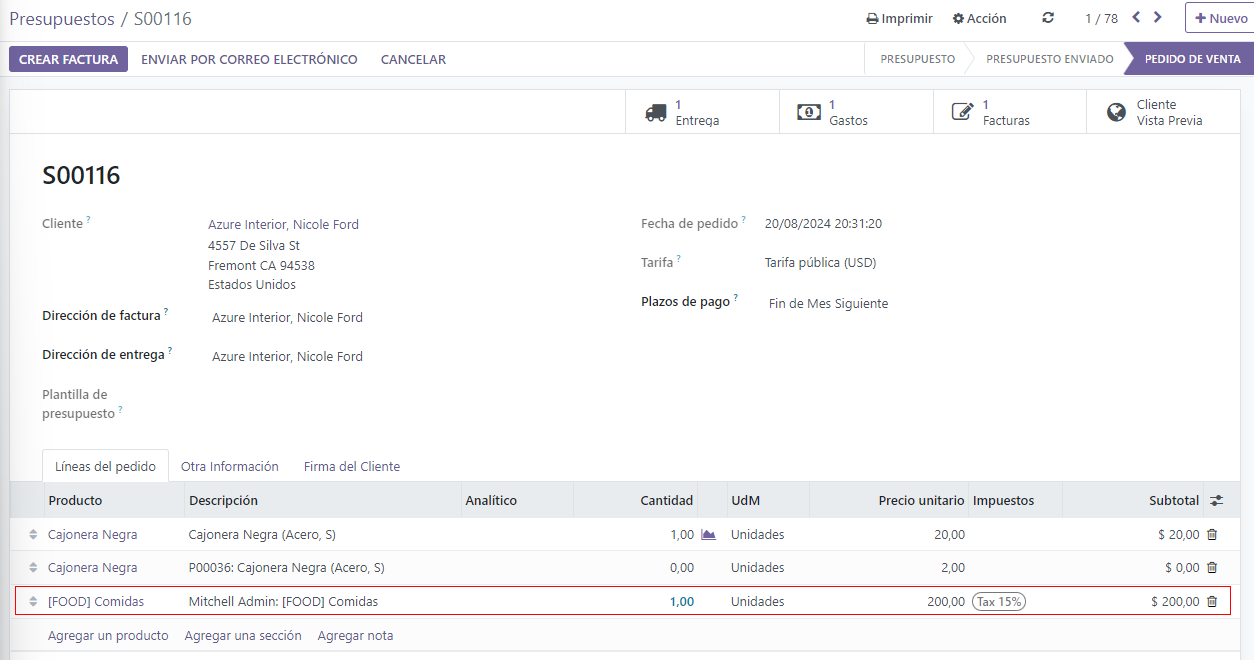 Presupuestos / S00116
Imprimir Acción 1 / 78 + Nuevo
CREAR FACTURA ENVIAR POR CORREO ELECTRÓNICO CANCELAR PRESUPUESTO PRESUPUESTO ENVIADO PEDIDO DE VENTA
1 Entrega
1 Gastos
1 Facturas
Cliente
Vista Previa
S00116
Cliente ? Azure Interior, Nicole Ford
4557 De Silva St
Fremont CA 94538
Estados Unidos
Dirección de factura ? Azure Interior, Nicole Ford
Dirección de entrega ? Azure Interior, Nicole Ford
Plantilla de
presupuesto ?
Fecha de pedido ? 20/08/2024 20:31:20
Tarifa ? Tarifa pública (USD)
Plazos de pago ? Fin de Mes Siguiente
Líneas del pedido Otra Información Firma del Cliente
Producto Descripción Analítico Cantidad UdM Precio unitario Impuestos Subtotal
Cajonera Negra Cajonera Negra (Acero, S) 1,00 Unidades 20,00 $ 20,00
Cajonera Negra P00036: Cajonera Negra (Acero, S) 0,00 Unidades 2,00 $ 0,00
[FOOD] Comidas Mitchell Admin: [FOOD] Comidas 1,00 Unidades 200,00 Tax 15% $ 200,00
Agregar un producto Agregar una sección Agregar nota